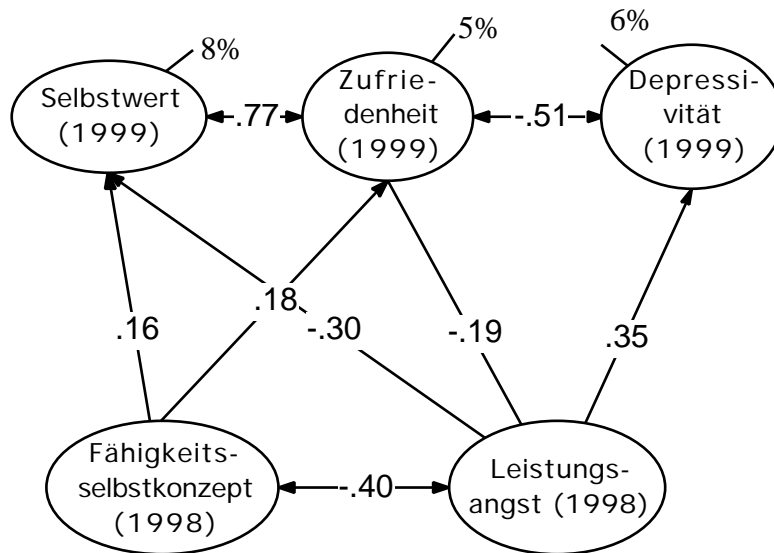 8%
5%
6%
Selbstwert
(1999)
Zufrie-
denheit
(1999)
Depressi-
vität
(1999)
.77
-.51
.18
.16
-.30
-.19
.35
Fähigkeits-
selbstkonzept
(1998)
-.40
Leistungs-
angst (1998)